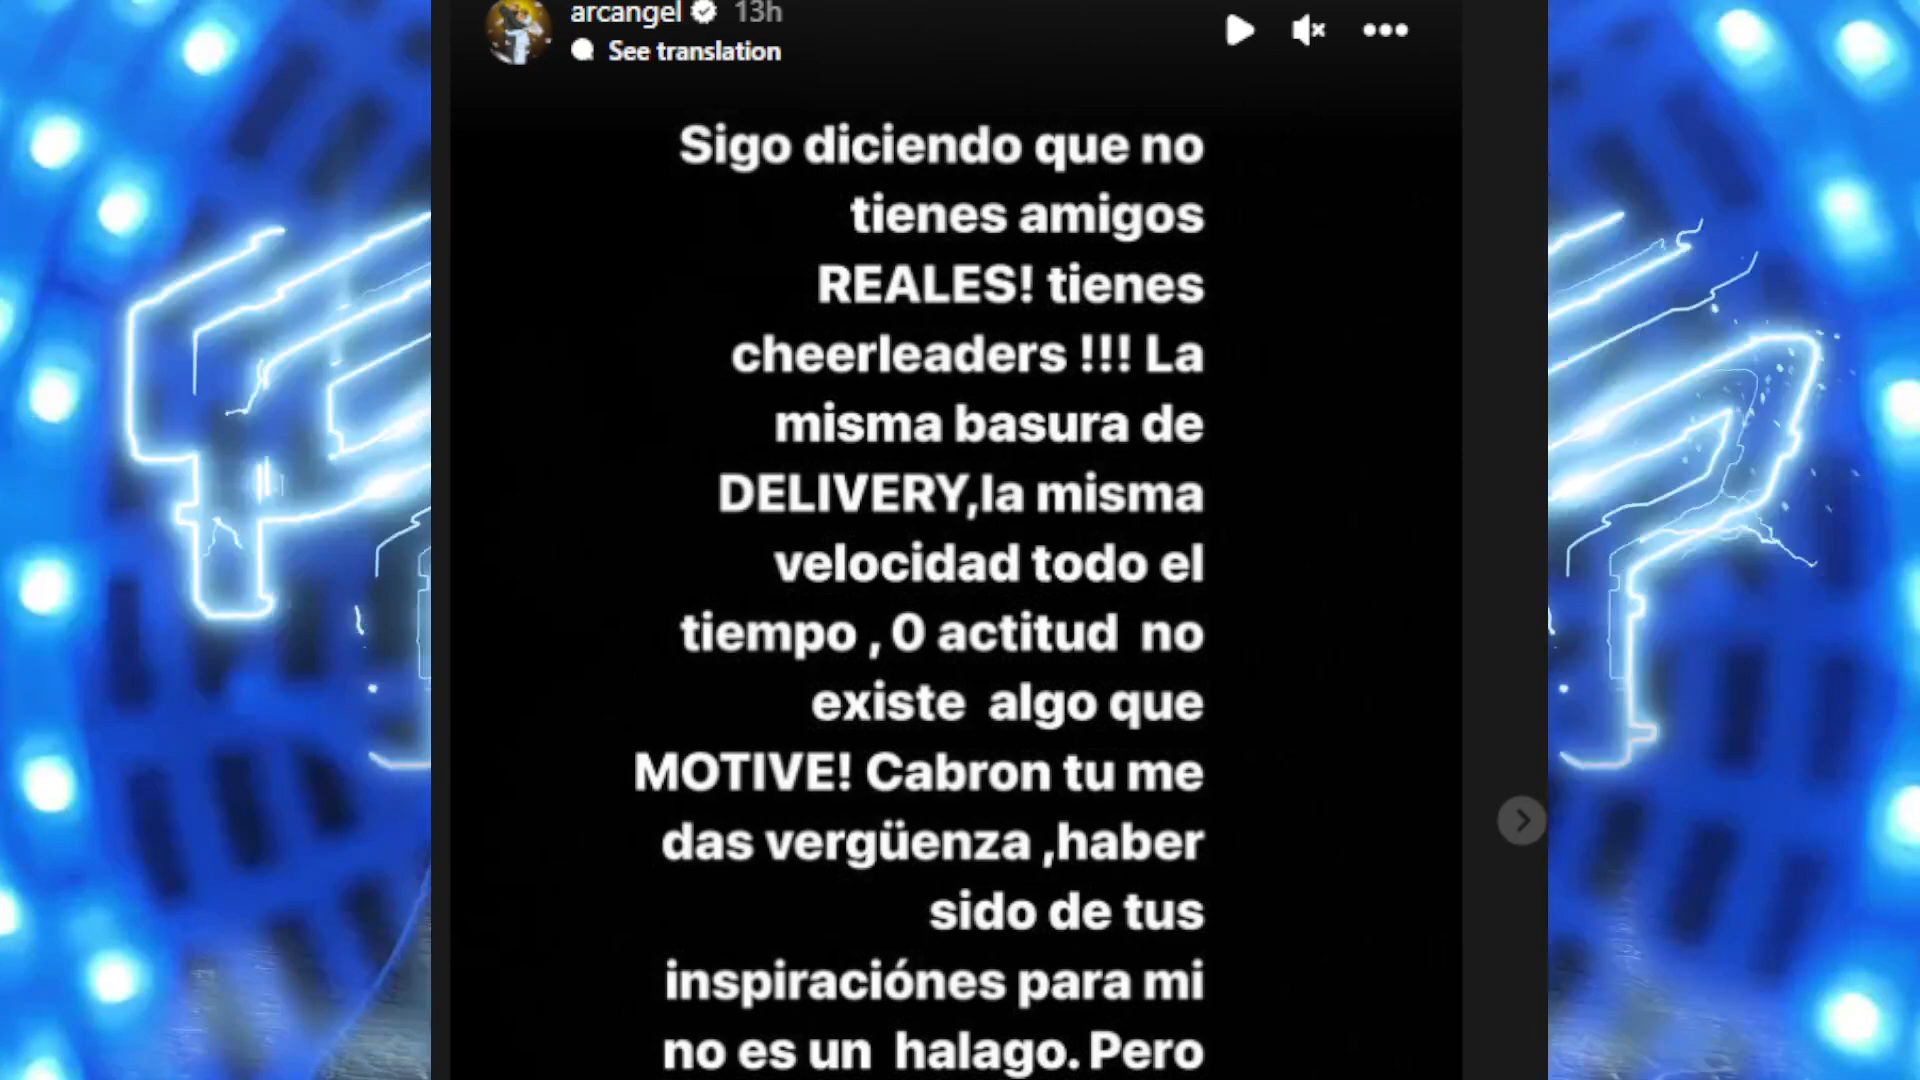 arcangel 13h
See translation
Sigo diciendo que no
tienes amigos
REALES! tienes
cheerleaders !!! La
misma basura de
DELIVERY,la misma
velocidad todo el
tiempo , 0 actitud  no
existe  algo que
MOTIVE! Cabron tu me
das vergüenza ,haber
sido de tus
inspiraciónes para mi
no es un  halago. Pero